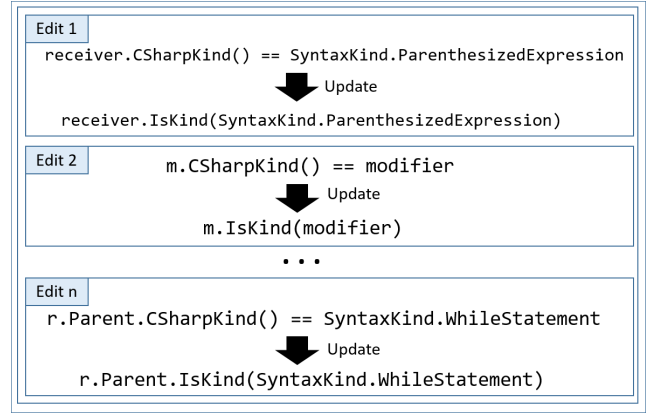 Edit 1
receiver.CSharpKind() == SyntaxKind.ParenthesizedExpression
Update
receiver.IsKind(SyntaxKind.ParenthesizedExpression)
Edit 2
m.CSharpKind() == modifier
Update
m.IsKind(modifier)
...
Edit n
r.Parent.CSharpKind() == SyntaxKind.WhileStatement
Update
r.Parent.IsKind(SyntaxKind.WhileStatement)